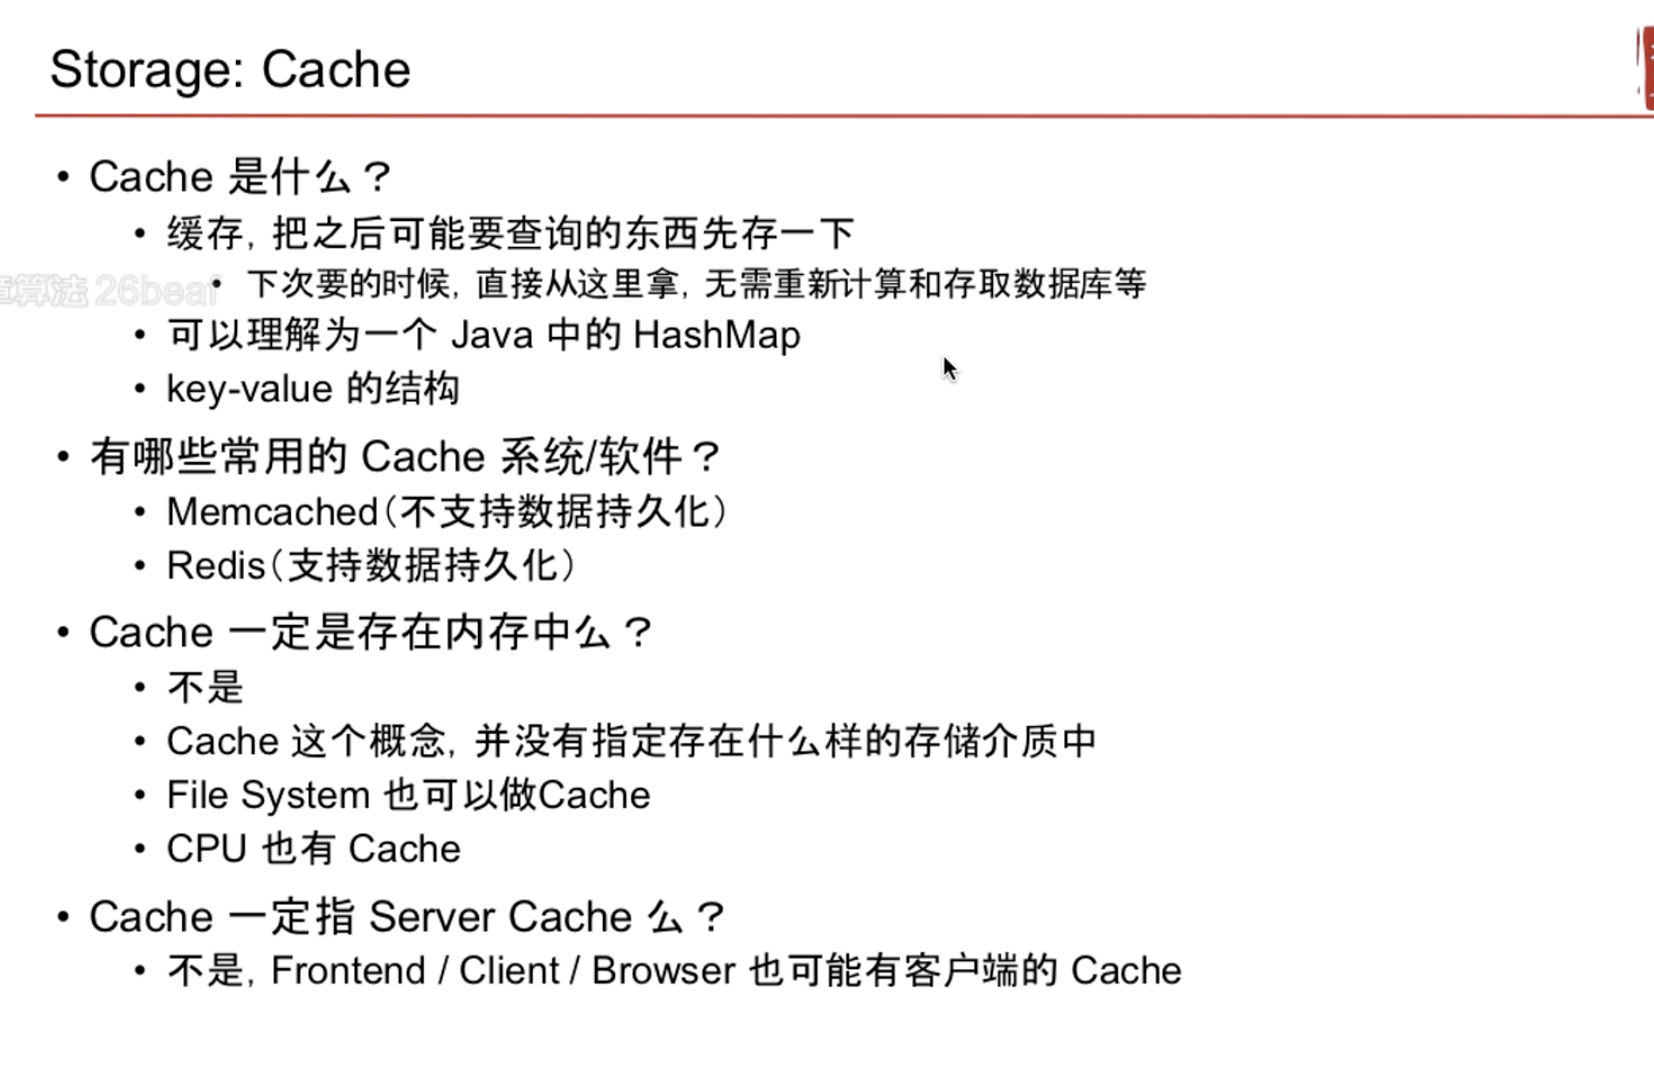 Storage: Cache
• Cache 是什么？
• 缓存，把之后可能要查询的东西先存一下
• 下次要的时候，直接从这里拿，无需重新计算和存取数据库等
算法 26beaf
• 可以理解为一个 Java 中的 HashMap
• key-value 的结构
• 有哪些常用的 Cache 系统/软件？
• Memcached（不支持数据持久化）
• Redis（支持数据持久化）
• Cache 一定是存在内存中么？
• 不是
• Cache 这个概念，并没有指定存在什么样的存储介质中
• File System 也可以做Cache
• CPU 也有 Cache
• Cache 一定指 Server Cache 么？
• 不是，Frontend / Client / Browser 也可能有客户端的 Cache